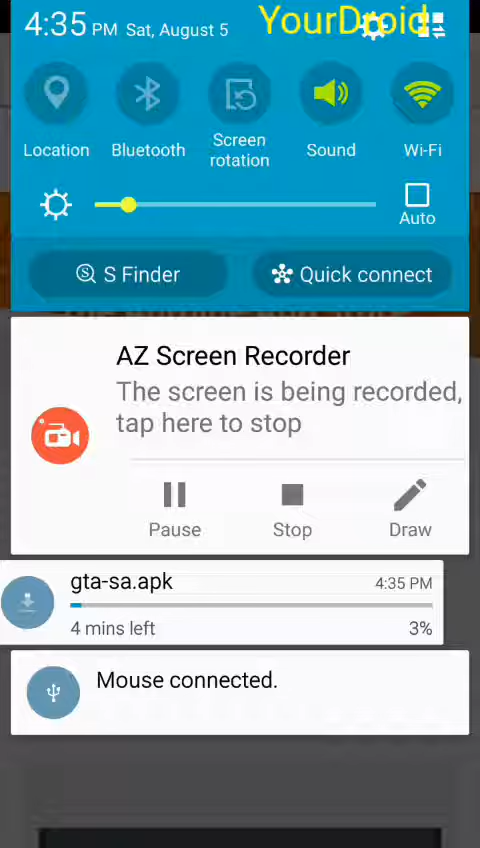 4:35 PM Sat, August 5 YourDroid
Location Bluetooth Screen rotation Sound Wi-Fi
Auto
S Finder Quick connect
AZ Screen Recorder
The screen is being recorded,
tap here to stop
Pause Stop Draw
gta-sa.apk 4:35 PM
4 mins left 3%
Mouse connected.